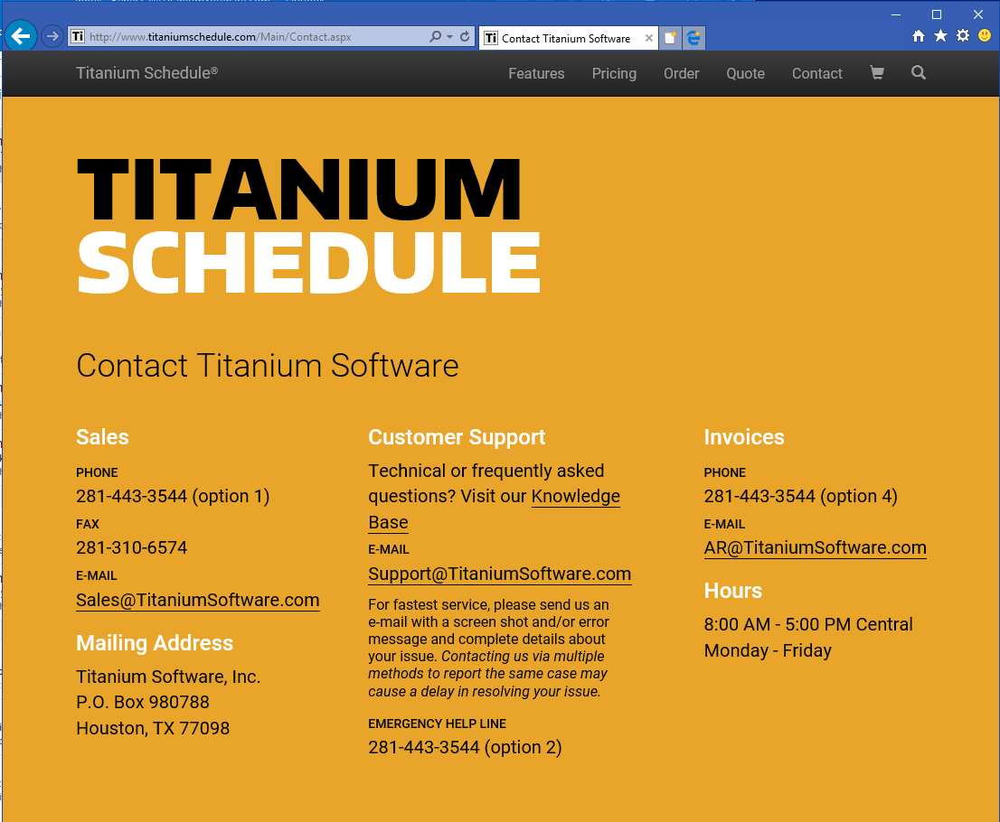 Ti http://www.titaniumschedule.com/Main/Contact.aspx
Ti Contact Titanium Software
Titanium Schedule®
Features Pricing Order Quote Contact
TITANIUM
SCHEDULE
Contact Titanium Software
Sales
PHONE
281-443-3544 (option 1)
FAX
281-310-6574
E-MAIL
Sales@TitaniumSoftware.com
Mailing Address
Titanium Software, Inc.
P.O. Box 980788
Houston, TX 77098
Customer Support
Technical or frequently asked
questions? Visit our Knowledge
Base
E-MAIL
Support@TitaniumSoftware.com
For fastest service, please send us an
e-mail with a screen shot and/or error
message and complete details about
your issue. Contacting us via multiple
methods to report the same case may
cause a delay in resolving your issue.
EMERGENCY HELP LINE
281-443-3544 (option 2)
Invoices
PHONE
281-443-3544 (option 4)
E-MAIL
AR@TitaniumSoftware.com
Hours
8:00 AM - 5:00 PM Central
Monday - Friday